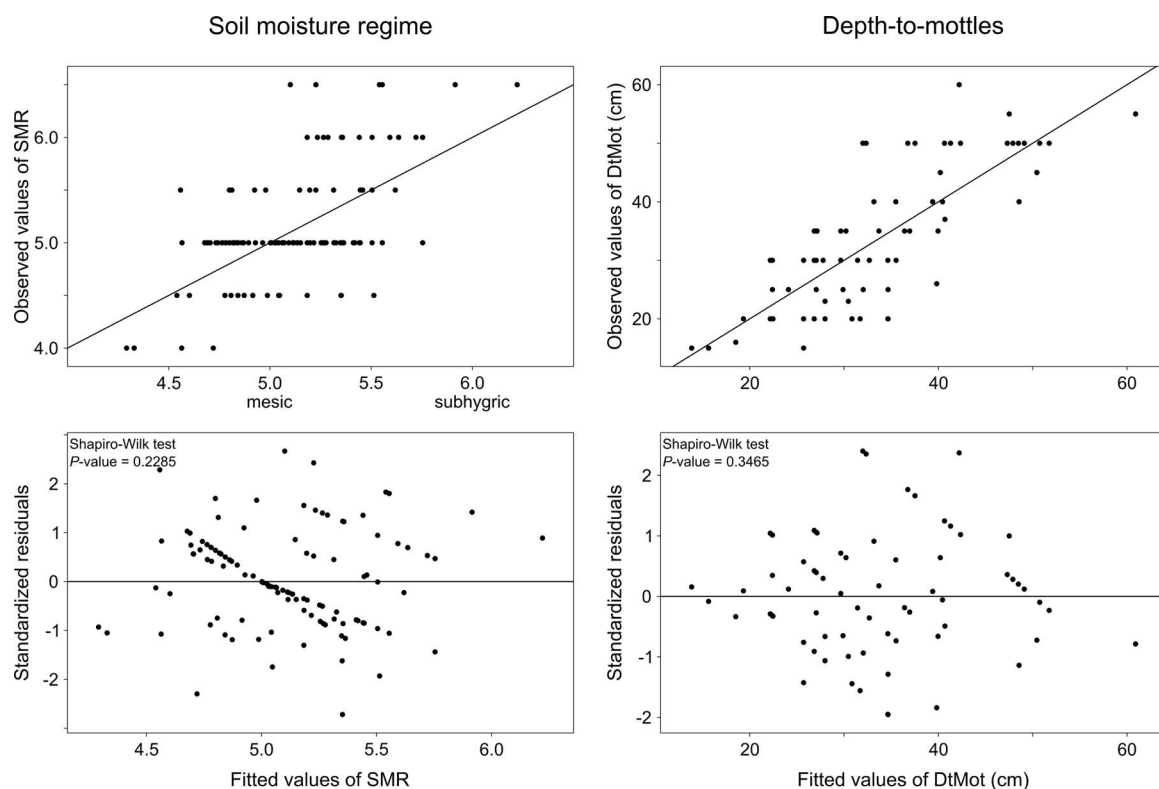 Soil moisture regime
Depth-to-mottles
Observed values of SMR
6.0
5.0
4.0
4.5
5.0
5.5
6.0
mesic
subhygric
Observed values of DtMot (cm)
60
40
20
20
40
60
Shapiro-Wilk test
P-value = 0.2285
Standardized residuals
2
1
0
-1
-2
4.5
5.0
5.5
6.0
Fitted values of SMR
Shapiro-Wilk test
P-value = 0.3465
Standardized residuals
2
1
0
-1
-2
20
40
60
Fitted values of DtMot (cm)